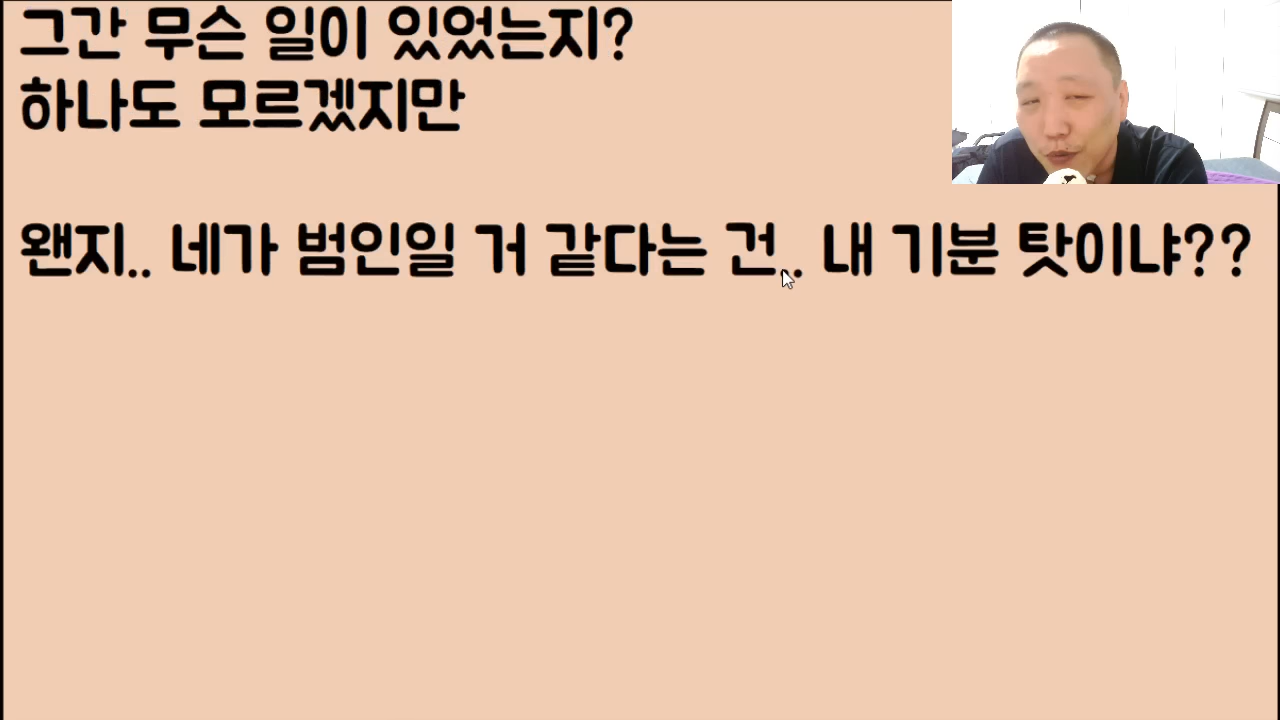 그간 무슨 일이 있었는지?
하나도 모르겠지만
왠지.. 네가 범인일 거 같다는 건.. 내 기분 탓이냐??